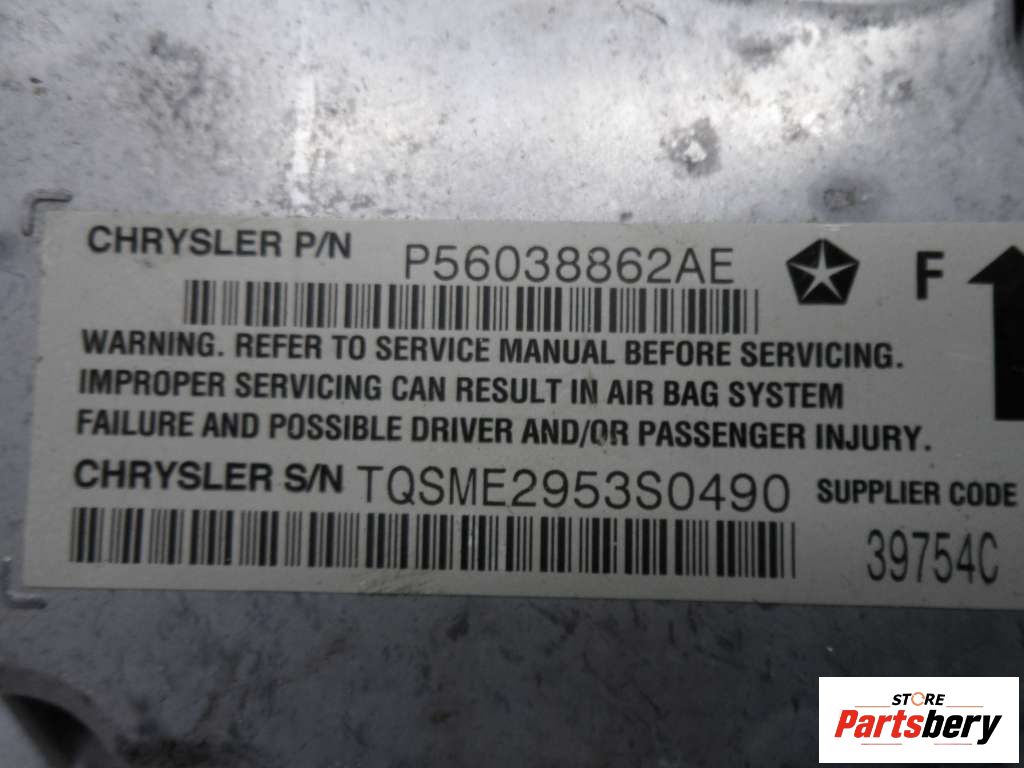 CHRYSLER P/N P56038862AE F
WARNING. REFER TO SERVICE MANUAL BEFORE SERVICING.
IMPROPER SERVICING CAN RESULT IN AIR BAG SYSTEM
FAILURE AND POSSIBLE DRIVER AND/OR PASSENGER INJURY.
CHRYSLER S/N TQSME2953S0490 SUPPLIER CODE
39754C
STORE
Partsbery